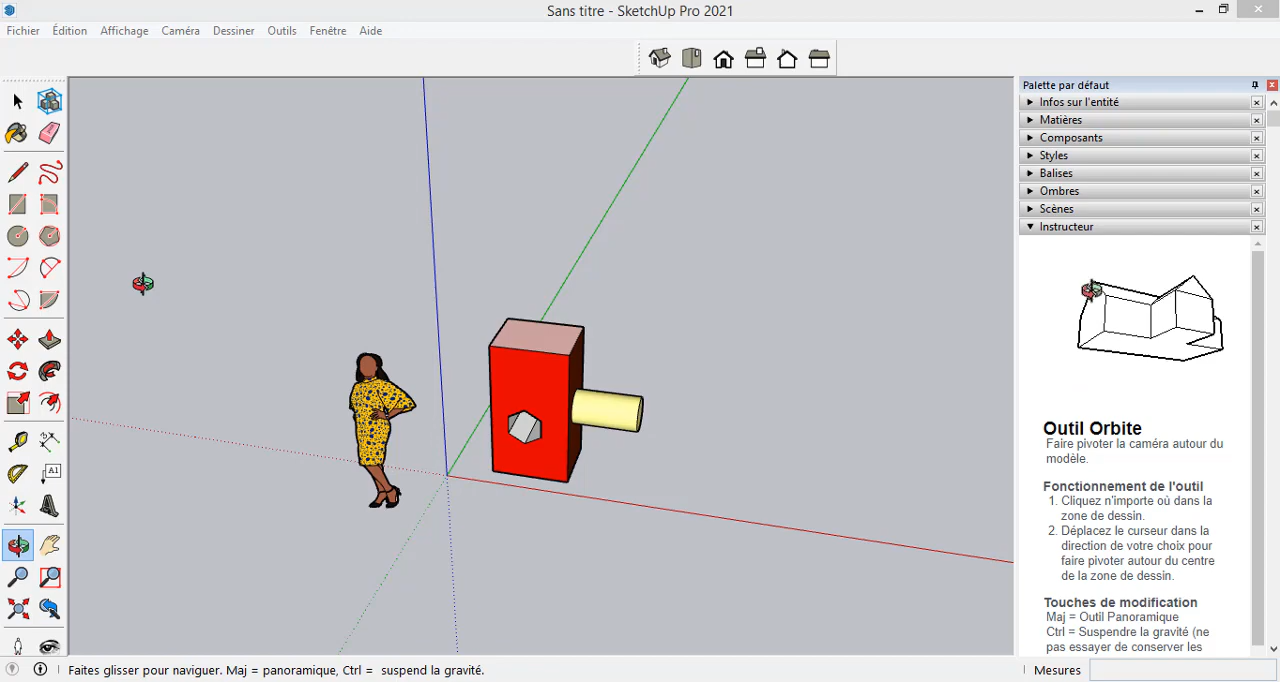 Sans titre - SketchUp Pro 2021
Fichier Édition Affichage Caméra Dessiner Outils Fenêtre Aide
Palette par défaut
Infos sur l'entité
Matières
Composants
Styles
Balises
Ombres
Scènes
Instructeur
A1
Outil Orbite
Faire pivoter la caméra autour du
modèle.
Fonctionnement de l'outil
1. Cliquez n'importe où dans la
zone de dessin.
2. Déplacez le curseur dans la
direction de votre choix pour
faire pivoter autour du centre
de la zone de dessin.
Touches de modification
Maj = Outil Panoramique
Ctrl = Suspendre la gravité (ne
pas essayer de conserver les
Faites glisser pour naviguer. Maj = panoramique, Ctrl = suspend la gravité.
Mesures